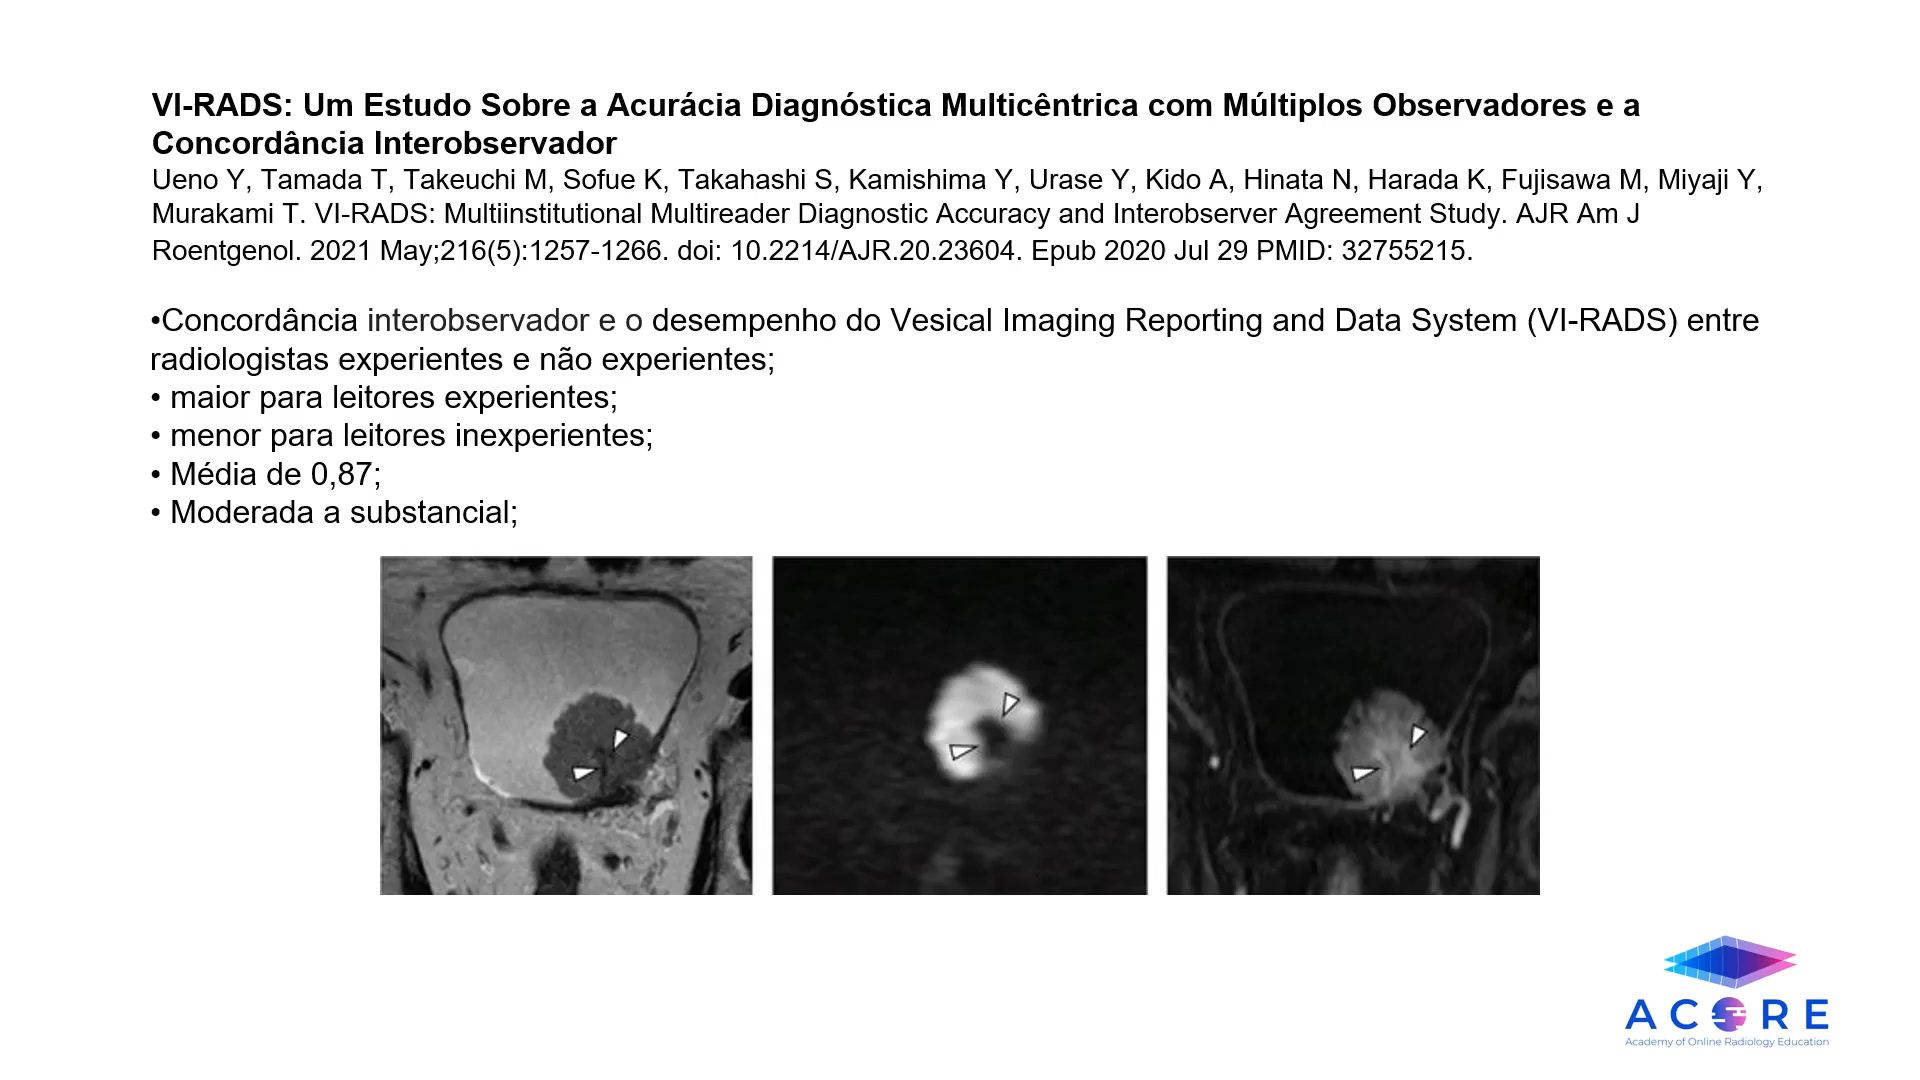 VI-RADS: Um Estudo Sobre a Acurácia Diagnóstica Multicêntrica com Múltiplos Observadores e a
Concordância Interobservador
Ueno Y, Tamada T, Takeuchi M, Sofue K, Takahashi S, Kamishima Y, Urase Y, Kido A, Hinata N, Harada K, Fujisawa M, Miyaji Y,
Murakami T. VI-RADS: Multiinstitutional Multireader Diagnostic Accuracy and Interobserver Agreement Study. AJR Am J
Roentgenol. 2021 May;216(5):1257-1266. doi: 10.2214/AJR.20.23604. Epub 2020 Jul 29 PMID: 32755215.
•Concordância interobservador e o desempenho do Vesical Imaging Reporting and Data System (VI-RADS) entre
radiologistas experientes e não experientes;
• maior para leitores experientes;
• menor para leitores inexperientes;
• Média de 0,87;
• Moderada a substancial;
ACORE
Academy of Online Radiology Education